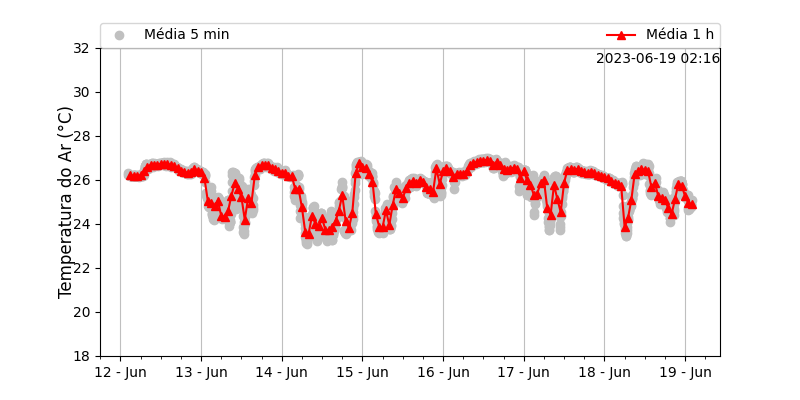 Média 5 min
Média 1 h
2023-06-19 02:16
Temperatura do Ar (°C)
32
30
28
26
24
22
20
18
12 - Jun
13 - Jun
14 - Jun
15 - Jun
16 - Jun
17 - Jun
18 - Jun
19 - Jun